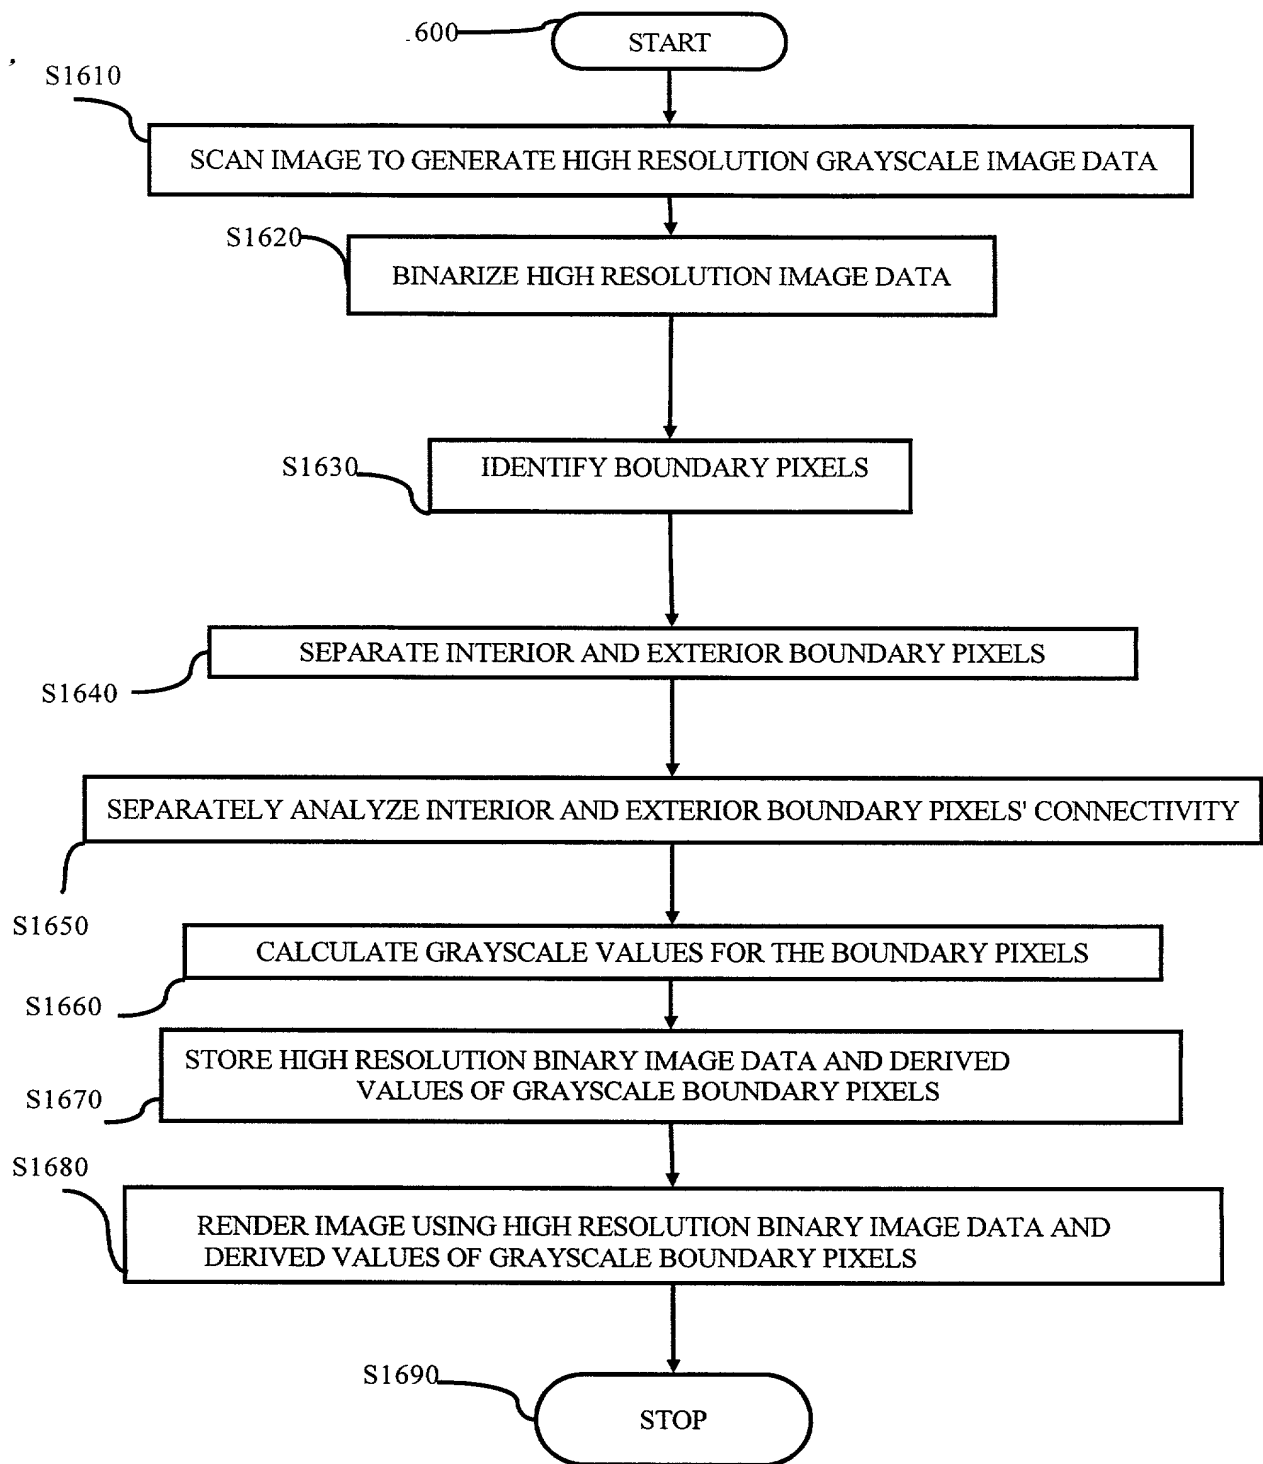 .600
START
S1610
SCAN IMAGE TO GENERATE HIGH RESOLUTION GRAYSCALE IMAGE DATA
S1620
BINARIZE HIGH RESOLUTION IMAGE DATA
S1630
IDENTIFY BOUNDARY PIXELS
SEPARATE INTERIOR AND EXTERIOR BOUNDARY PIXELS
S1640
SEPARATELY ANALYZE INTERIOR AND EXTERIOR BOUNDARY PIXELS' CONNECTIVITY
S1650
CALCULATE GRAYSCALE VALUES FOR THE BOUNDARY PIXELS
S1660
STORE HIGH RESOLUTION BINARY IMAGE DATA AND DERIVED
VALUES OF GRAYSCALE BOUNDARY PIXELS
S1670
S1680
RENDER IMAGE USING HIGH RESOLUTION BINARY IMAGE DATA AND
DERIVED VALUES OF GRAYSCALE BOUNDARY PIXELS
S1690
STOP